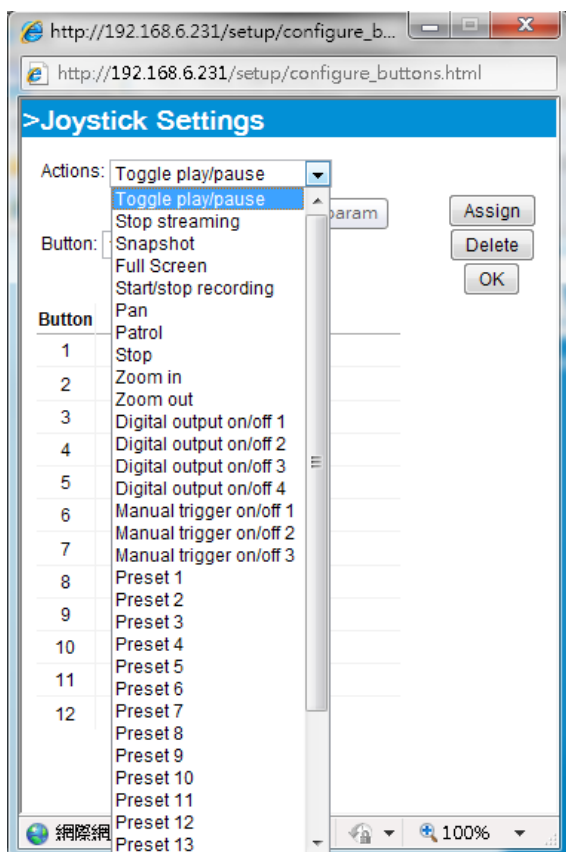 http://192.168.6.231/setup/configure_b...
http://192.168.6.231/setup/configure_buttons.html
>Joystick Settings
Actions: Toggle play/pause
Toggle play/pause
Stop streaming
Snapshot
Full Screen
Start/stop recording
Pan
Patrol
Stop
Zoom in
Zoom out
Digital output on/off 1
Digital output on/off 2
Digital output on/off 3
Digital output on/off 4
Manual trigger on/off 1
Manual trigger on/off 2
Manual trigger on/off 3
Preset 1
Preset 2
Preset 3
Preset 4
Preset 5
Preset 6
Preset 7
Preset 8
Preset 9
Preset 10
Preset 11
Preset 12
Preset 13
param
Assign
Button:
Delete
OK
Button
1
2
3
4
5
6
7
8
9
10
11
12
網際網
100%